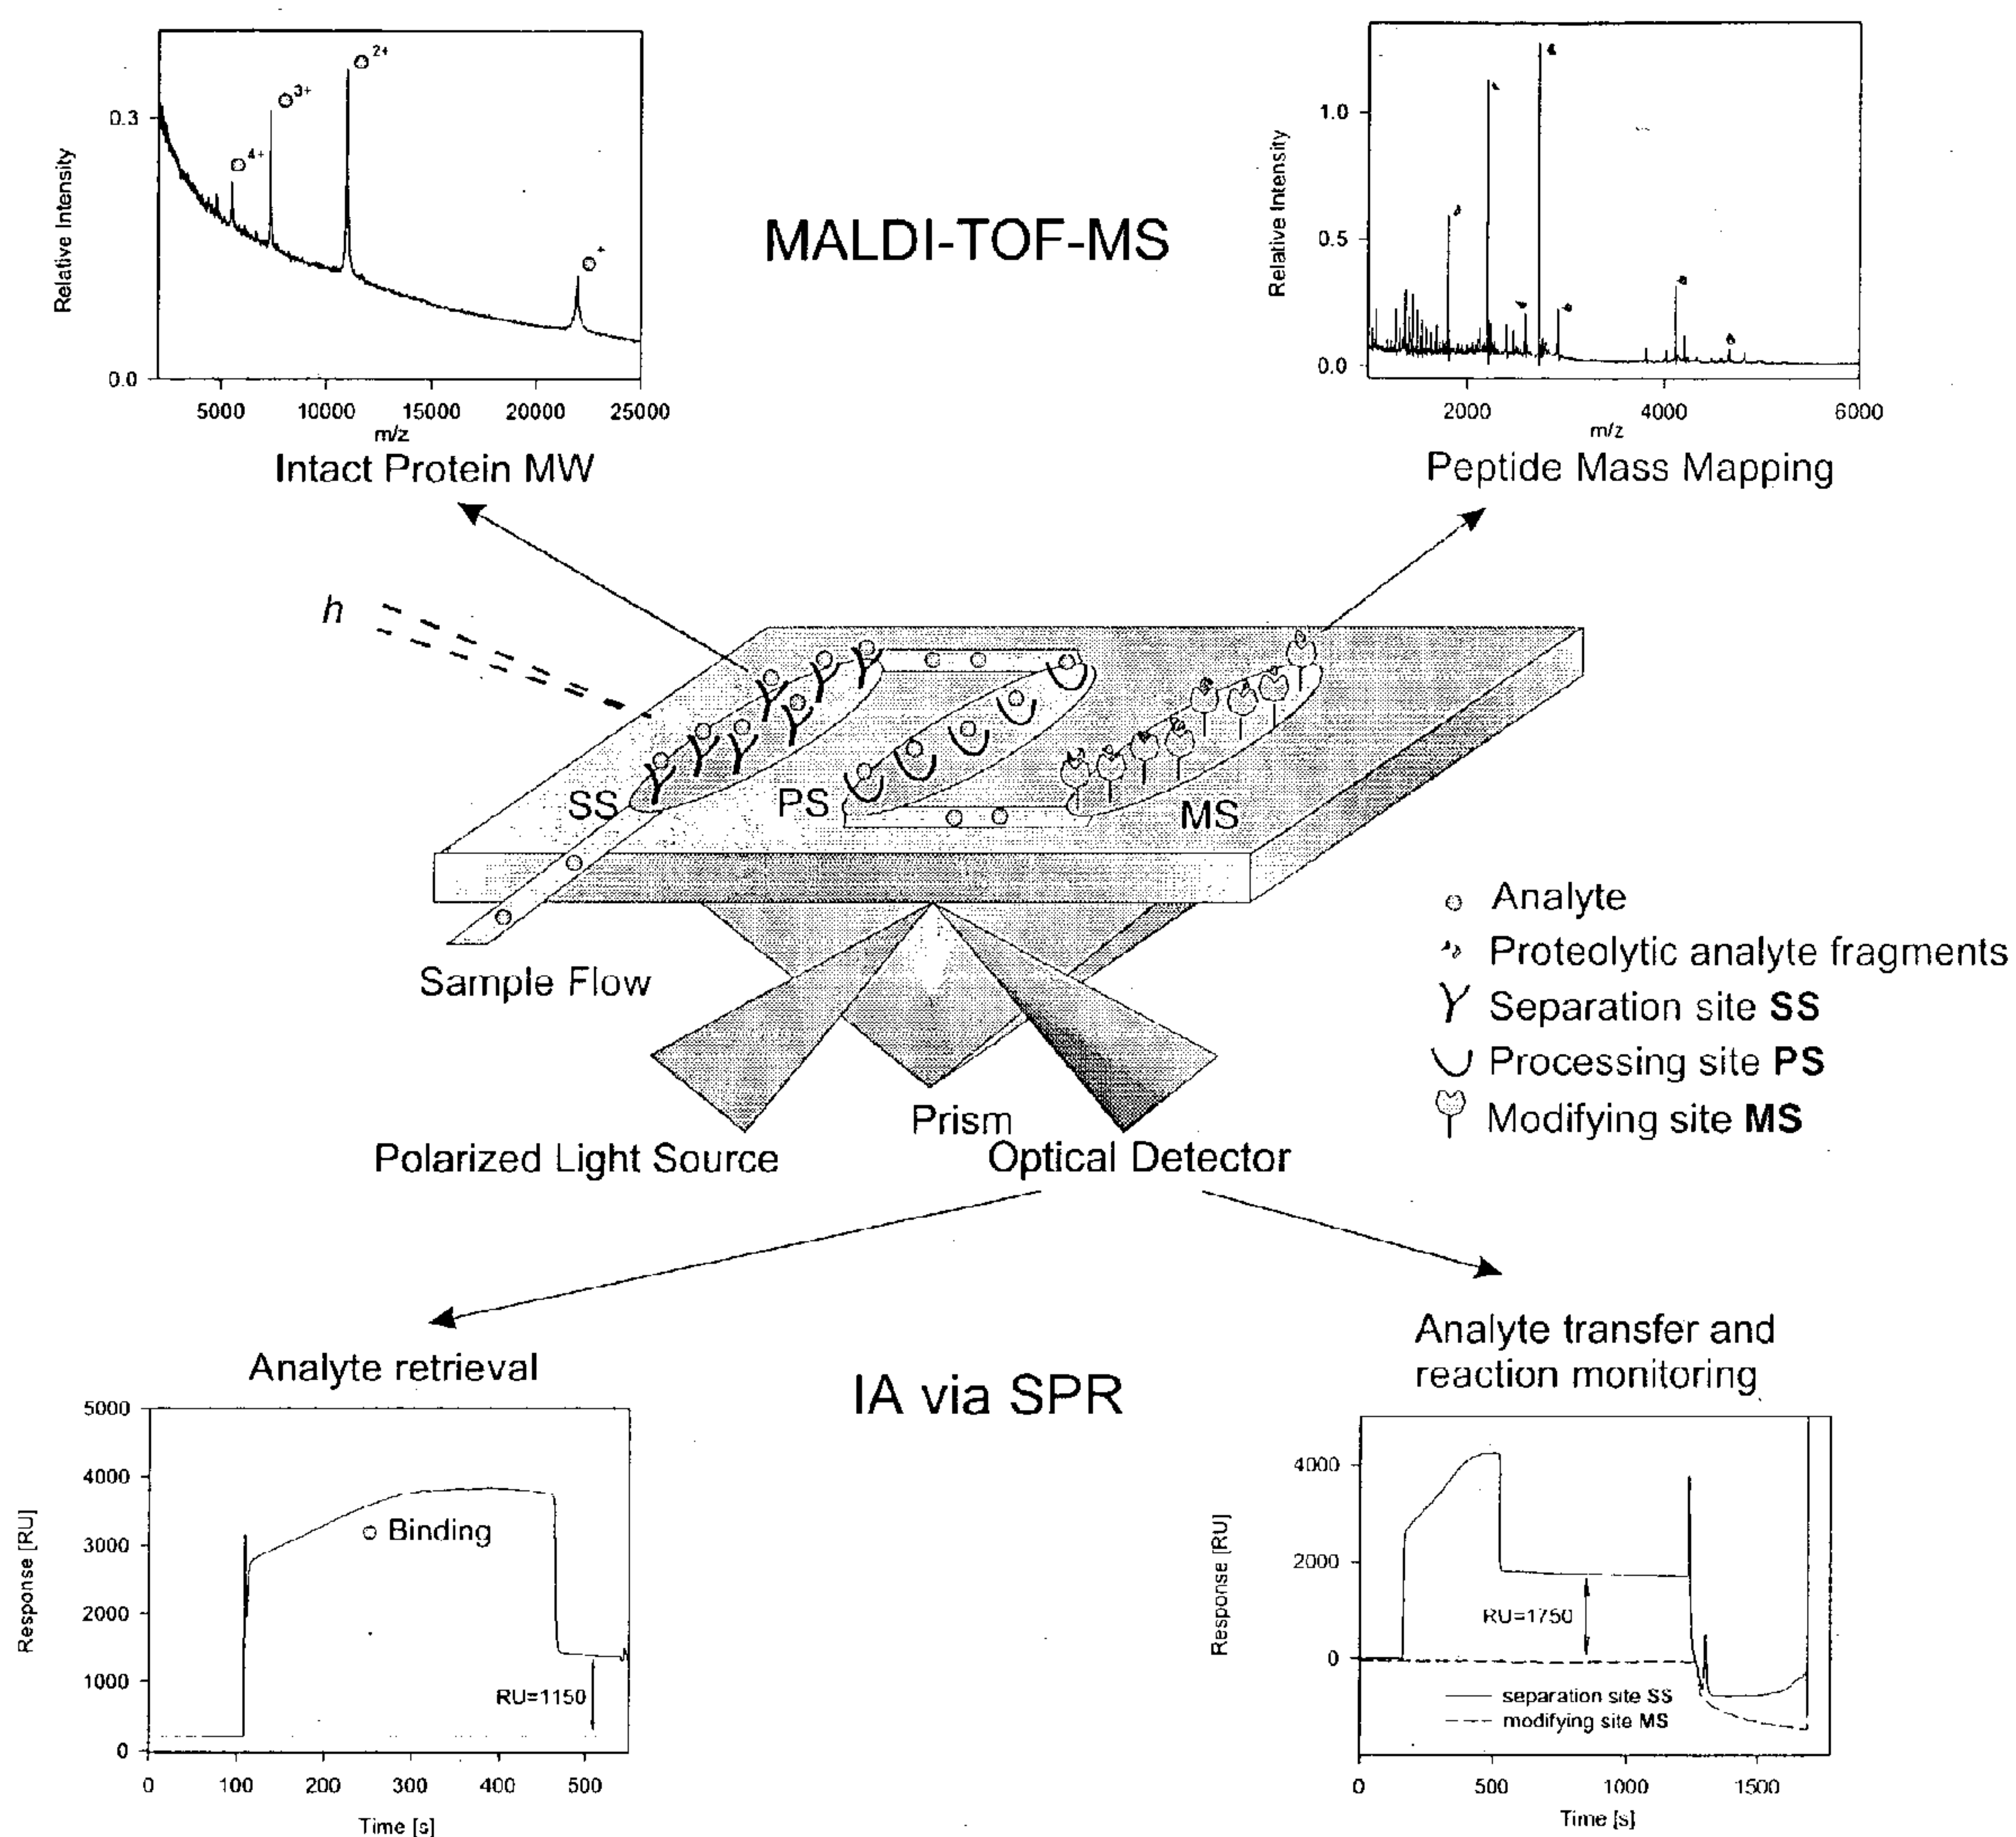 0.3
0.0
Relative Intensity
4+
3+
2+
+
5000 10000 15000 20000 25000
m/z
Intact Protein MW
MALDI-TOF-MS
1.0
0.5
0.0
Relative Intensity
2000 4000 6000
m/z
Peptide Mass Mapping
h
SS
PS
MS
Sample Flow
Polarized Light Source
Prism
Optical Detector
Analyte
Proteolytic analyte fragments
Separation site SS
Processing site PS
Modifying site MS
Analyte retrieval
IA via SPR
Analyte transfer and
reaction monitoring
5000
4000
3000
2000
1000
0
Response [RU]
Binding
RU=1150
0 100 200 300 400 500
Time [s]
4000
2000
0
Response [RU]
RU=1750
separation site SS
modifying site MS
0 500 1000 1500
Time [s]